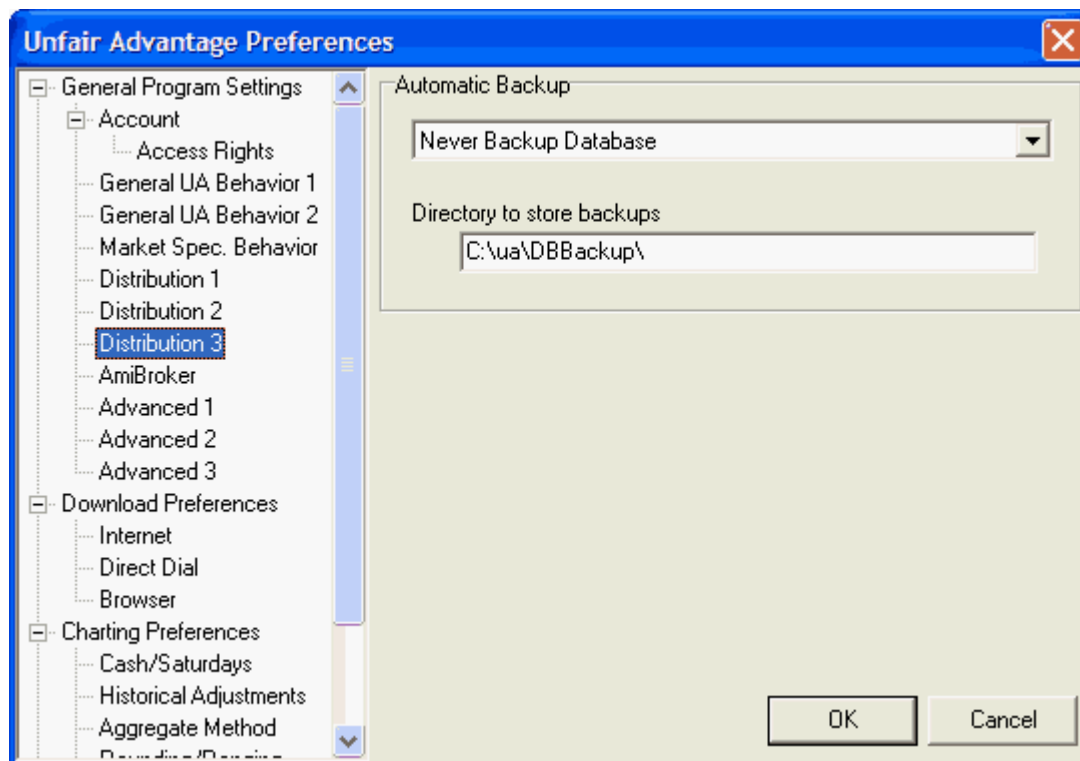 Unfair Advantage Preferences
General Program Settings
Account
Access Rights
General UA Behavior 1
General UA Behavior 2
Market Spec. Behavior
Distribution 1
Distribution 2
Distribution 3
AmiBroker
Advanced 1
Advanced 2
Advanced 3
Download Preferences
Internet
Direct Dial
Browser
Charting Preferences
Cash/Saturdays
Historical Adjustments
Aggregate Method
Automatic Backup
Never Backup Database
Directory to store backups
C:\ua\DBBackup\
OK
Cancel